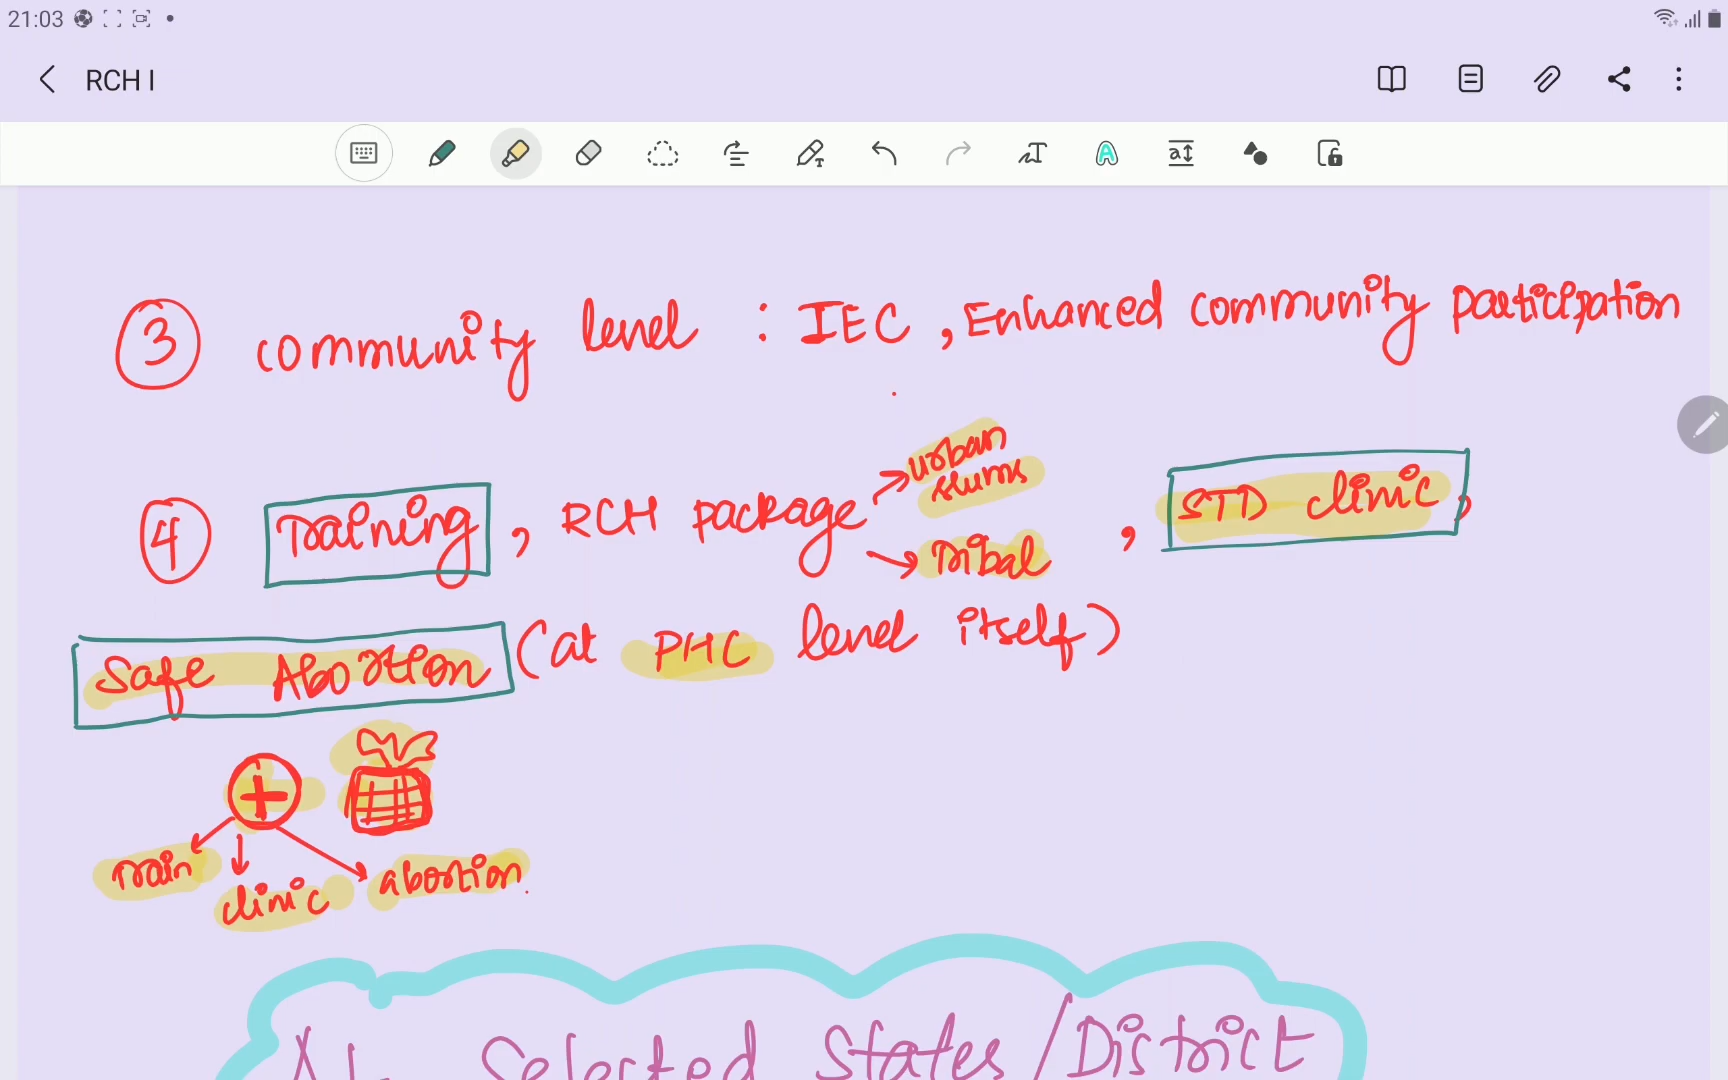 21:03
RCH I
3 community level : IEC, Enhanced community participation
4 Training, RCH package → urban slums → Tribal, STD clinic,
Safe Abortion (at PHC level itself)
+
Train clinic abortion.
At Selected States/District